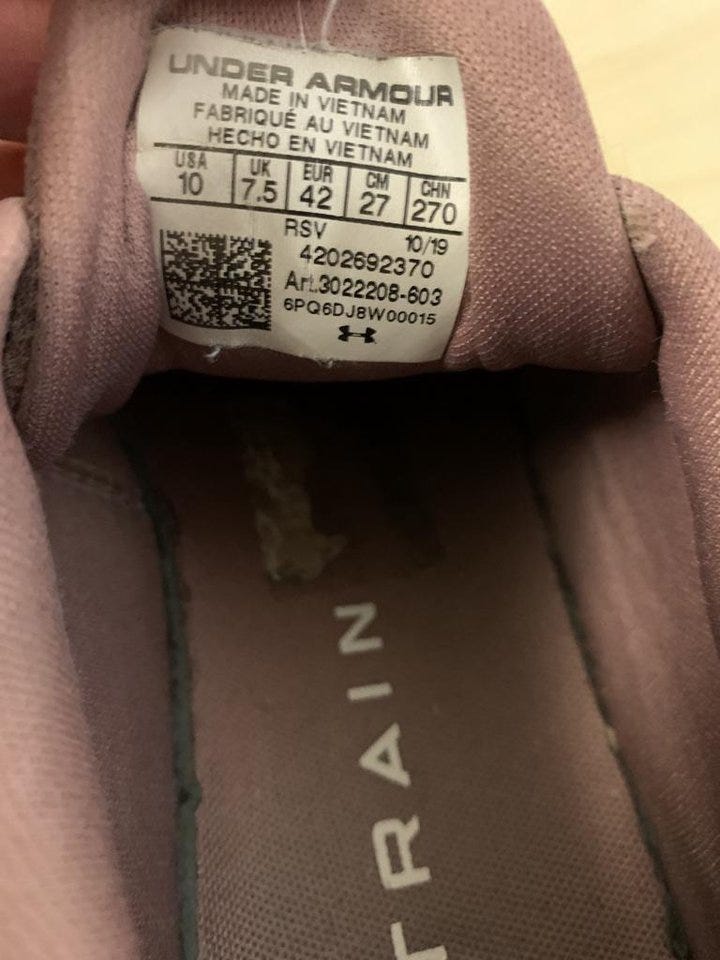 UNDER ARMOUR
MADE IN VIETNAM
FABRIQUÉ AU VIETNAM
HECHO EN VIETNAM
USA UK EUR CM CHN
10 7.5 42 27 270
RSV 10/19
4202692370
Art.3022208-603
6PQ6DJ8W00015
TRAIN